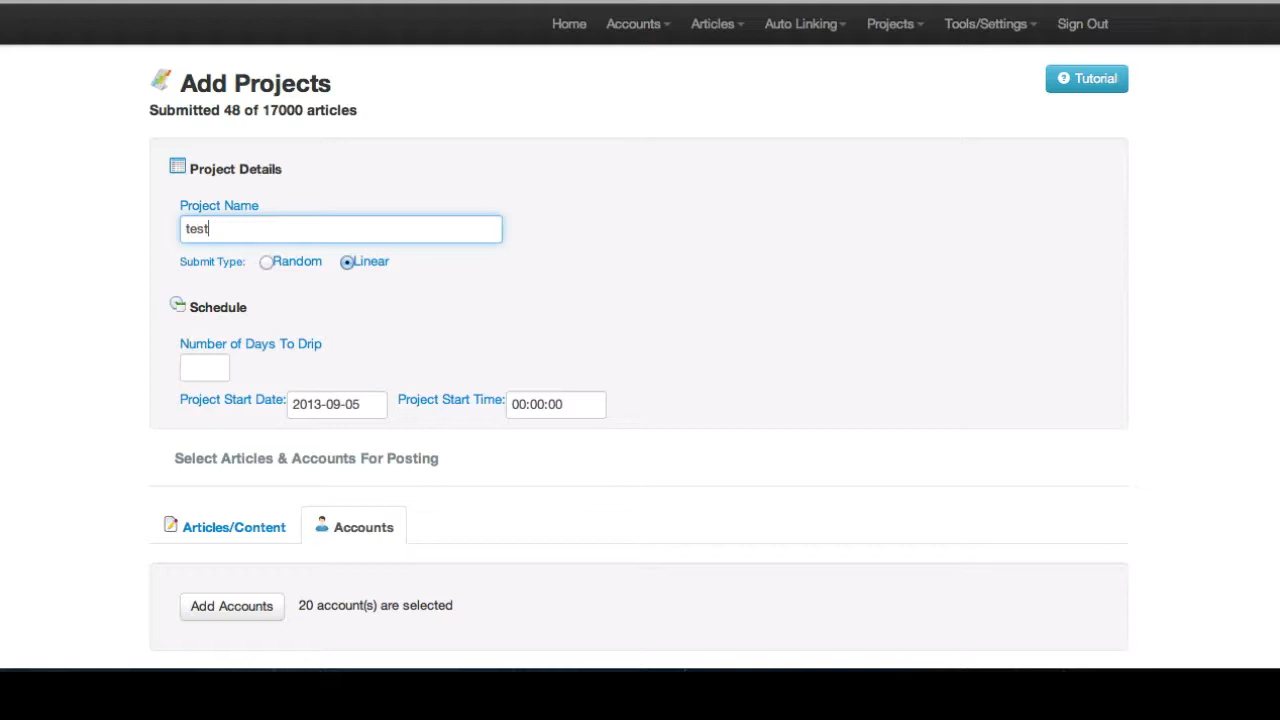 Home Accounts Articles Auto Linking Projects Tools/Settings Sign Out
Add Projects
Tutorial
Submitted 48 of 17000 articles
Project Details
Project Name
test
Submit Type: Random Linear
Schedule
Number of Days To Drip
Project Start Date: 2013-09-05 Project Start Time: 00:00:00
Select Articles & Accounts For Posting
Articles/Content Accounts
Add Accounts 20 account(s) are selected